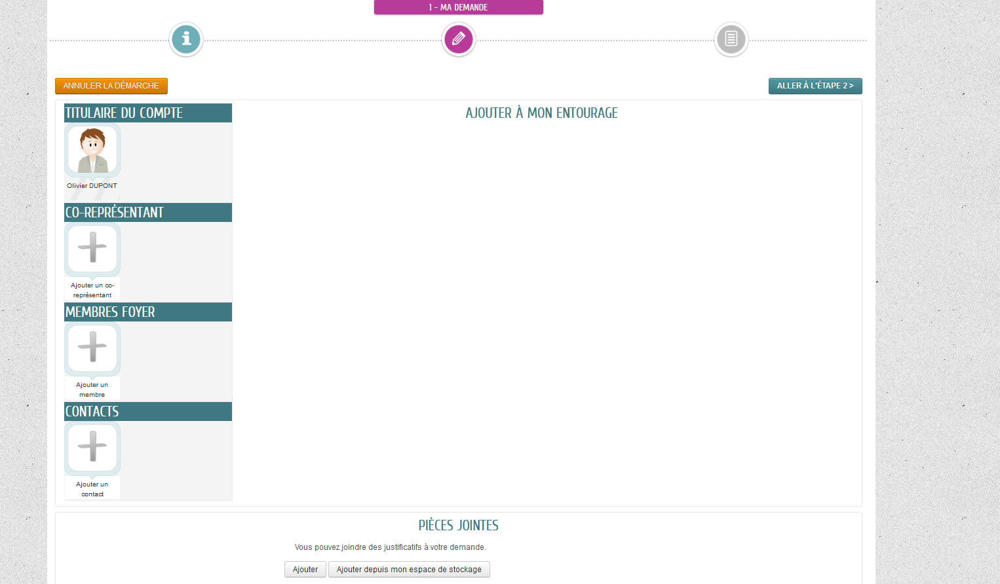 1 - MA DEMANDE
ANNULER LA DÉMARCHE
ALLER À L'ÉTAPE 2 >
TITULAIRE DU COMPTE
AJOUTER À MON ENTOURAGE
Olivier DUPONT
CO-REPRÉSENTANT
Ajouter un co-
représentant
MEMBRES FOYER
Ajouter un
membre
CONTACTS
Ajouter un
contact
PIÈCES JOINTES
Vous pouvez joindre des justificatifs à votre demande.
Ajouter
Ajouter depuis mon espace de stockage